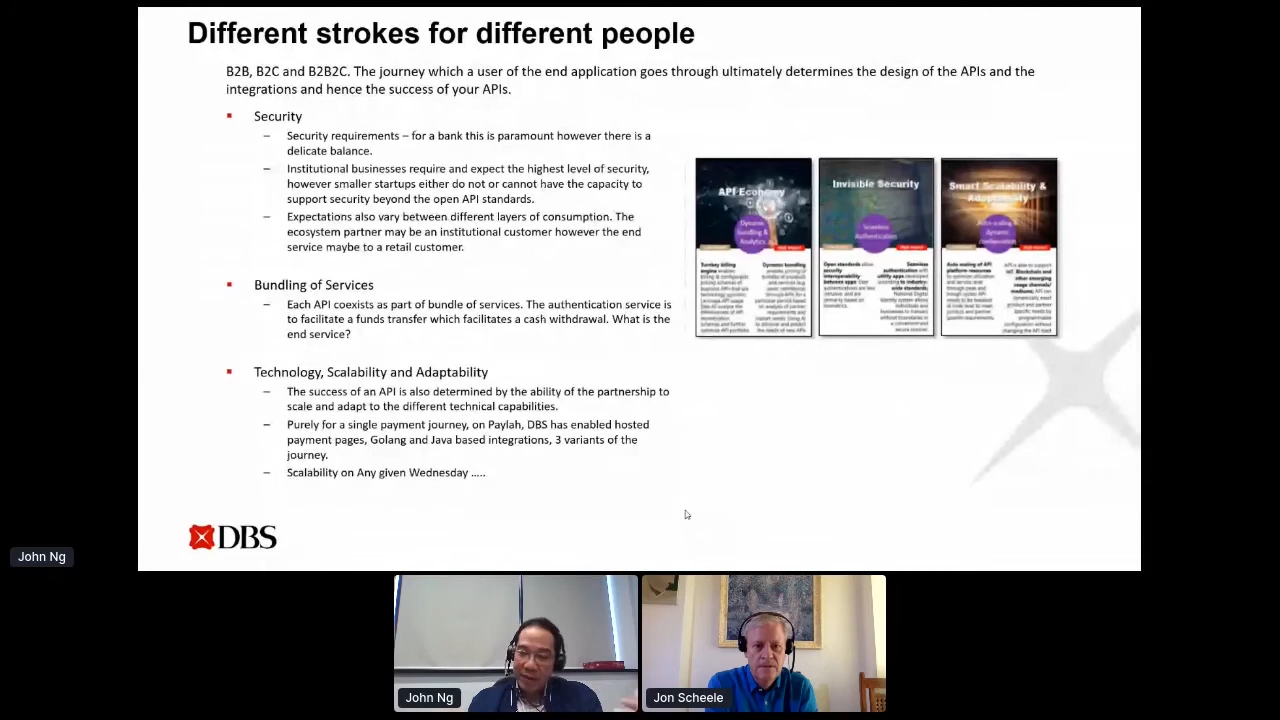 Different strokes for different people
B2B, B2C and B2B2C. The journey which a user of the end application goes through ultimately determines the design of the APIs and the
integrations and hence the success of your APIs.
Security
– Security requirements – for a bank this is paramount however there is a
delicate balance.
– Institutional businesses require and expect the highest level of security,
however smaller startups either do not or cannot have the capacity to
support security beyond the open API standards.
– Expectations also vary between different layers of consumption. The
ecosystem partner may be an institutional customer however the end
service maybe to a retail customer.
Bundling of Services
– Each API coexists as part of bundle of services. The authentication service is
to facilitate a funds transfer which facilitates a cash withdrawal. What is the
end service?
Technology, Scalability and Adaptability
– The success of an API is also determined by the ability of the partnership to
scale and adapt to the different technical capabilities.
– Purely for a single payment journey, on Paylah, DBS has enabled hosted
payment pages, Golang and Java based integrations, 3 variants of the
journey.
– Scalability on Any given Wednesday .....
API Economy
Dynamic
bundling &
Analytics
Invisible Security
Seamless
Authentication
Smart Scalability &
Adaptability
DBS
John Ng
John Ng
Jon Scheele